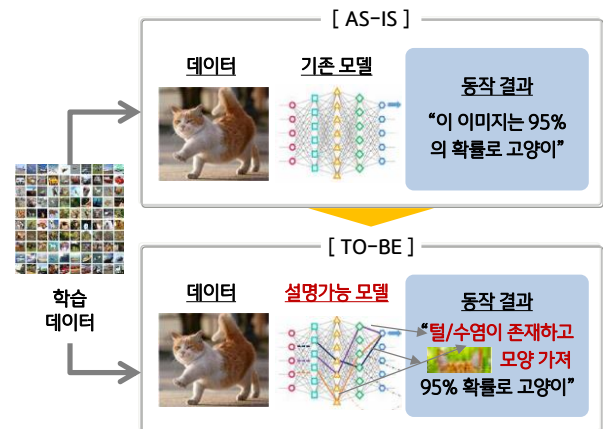 [ AS-IS ]
데이터
기존 모델
동작 결과
“이 이미지는 95%
의 확률로 고양이”
학습
데이터
[ TO-BE ]
데이터
설명가능 모델
동작 결과
“털/수염이 존재하고
모양 가져
95% 확률로 고양이”